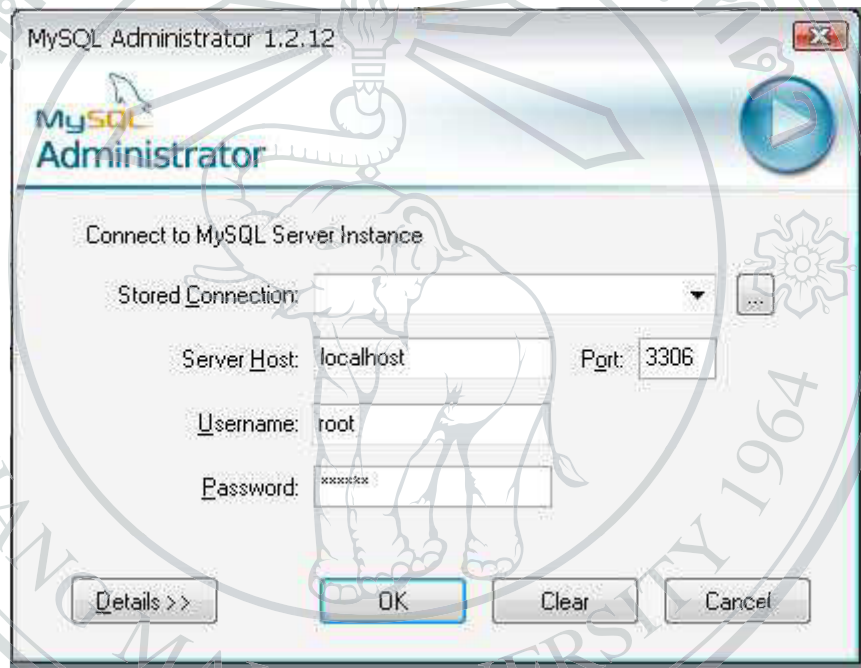 MySQL Administrator 1.2.12
MySQL
Administrator
Connect to MySQL Server Instance
Stored Connection:
...
Server Host: localhost Port: 3306
Username: root
Password: ******
Details >> OK Clear Cancel
1964